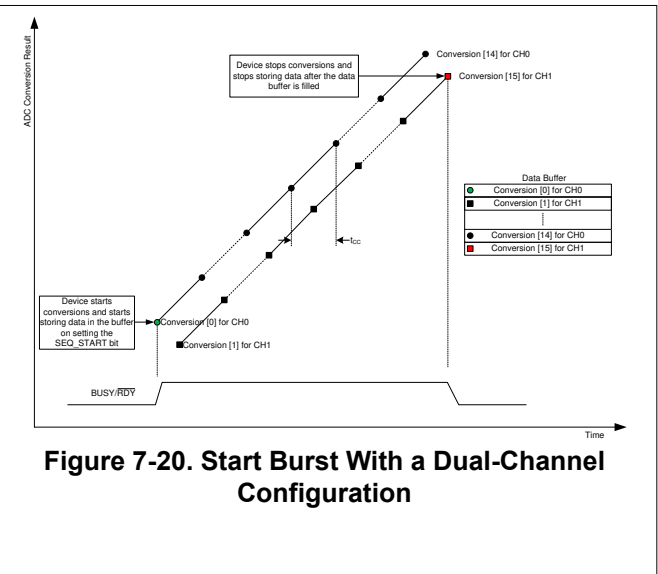 ADC Conversion Result
Device stops conversions and
stops storing data after the data
buffer is filled
Conversion [14] for CH0
Conversion [15] for CH1
Data Buffer
Conversion [0] for CH0
Conversion [1] for CH1
Conversion [14] for CH0
Conversion [15] for CH1
tCC
Device starts
conversions and starts
storing data in the buffer
on setting the
SEQ_START bit
Conversion [0] for CH0
Conversion [1] for CH1
BUSY/RDY
Time
Figure 7-20. Start Burst With a Dual-Channel
Configuration